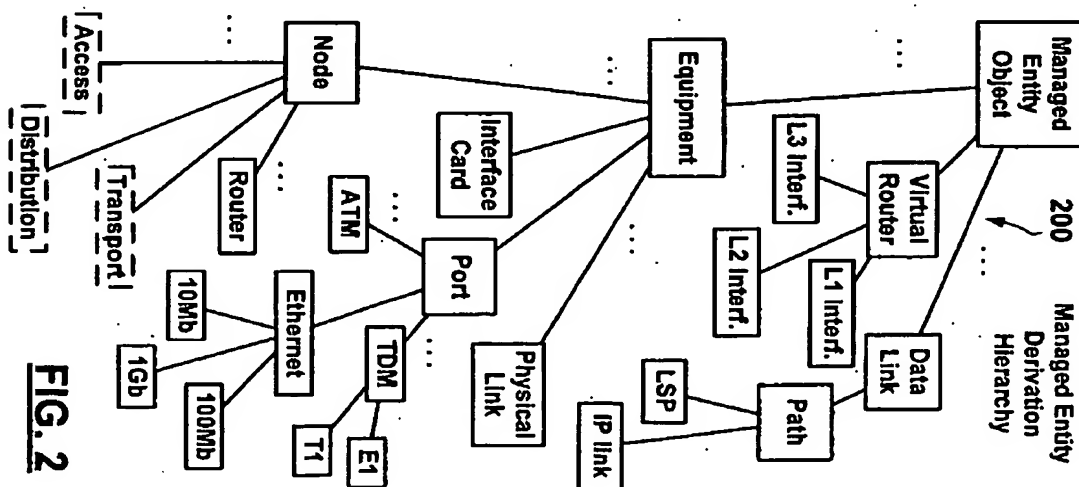 Managed
Entity
Object
200
...
Managed Entity
Derivation
Hierarchy
...
Virtual
Router
Data
Link
L3 Interf.
L2 Interf.
L1 Interf.
Path
LSP
IP link
Equipment
...
...
Interface
Card
Port
Physical
Link
...
ATM
Ethernet
TDM
...
10Mb
1Gb
100Mb
T1
E1
Node
...
...
Access
Distribution
Transport
Router
FIG. 2